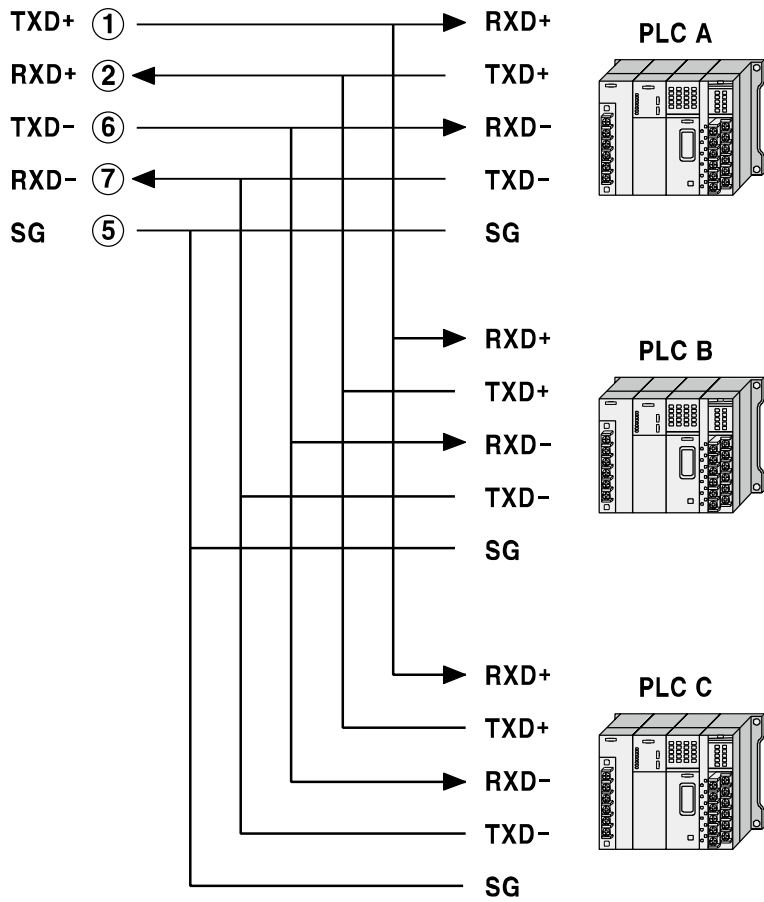 TXD+ ① RXD+
RXD+ ② TXD+
TXD− ⑥ RXD−
RXD− ⑦ TXD−
SG ⑤ SG
PLC A
RXD+
TXD+
RXD−
TXD−
SG
PLC B
RXD+
TXD+
RXD−
TXD−
SG
PLC C